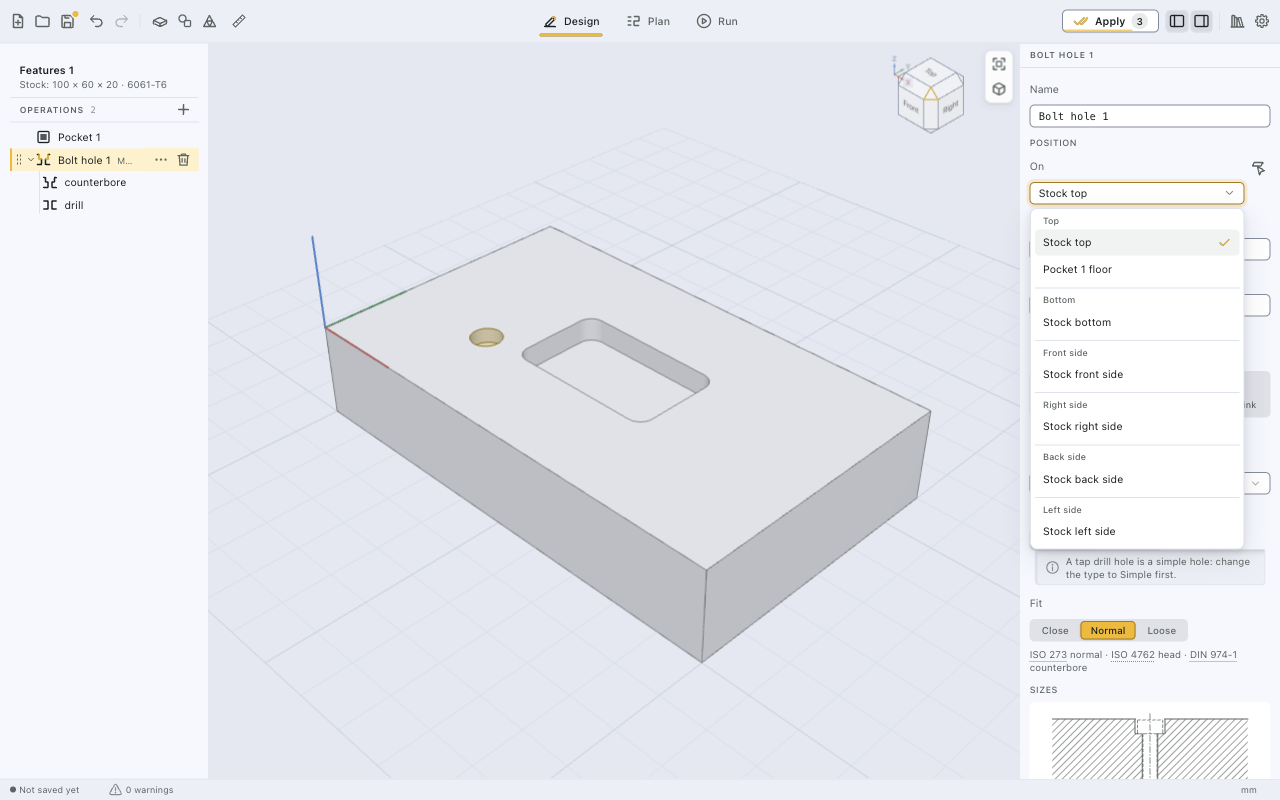 Design
Plan
Run
Apply 3
Features 1
Stock: 100 × 60 × 20 · 6061-T6
OPERATIONS 2
Pocket 1
Bolt hole 1 M...
counterbore
drill
Z
Y
X
Top
Front
Right
BOLT HOLE 1
Name
Bolt hole 1
POSITION
On
Stock top
Top
Stock top
Pocket 1 floor
Bottom
Stock bottom
Front side
Stock front side
Right side
Stock right side
Back side
Stock back side
Left side
Stock left side
ink
A tap drill hole is a simple hole: change
the type to Simple first.
Fit
Close Normal Loose
ISO 273 normal · ISO 4762 head · DIN 974-1
counterbore
SIZES
Not saved yet
0 warnings
mm